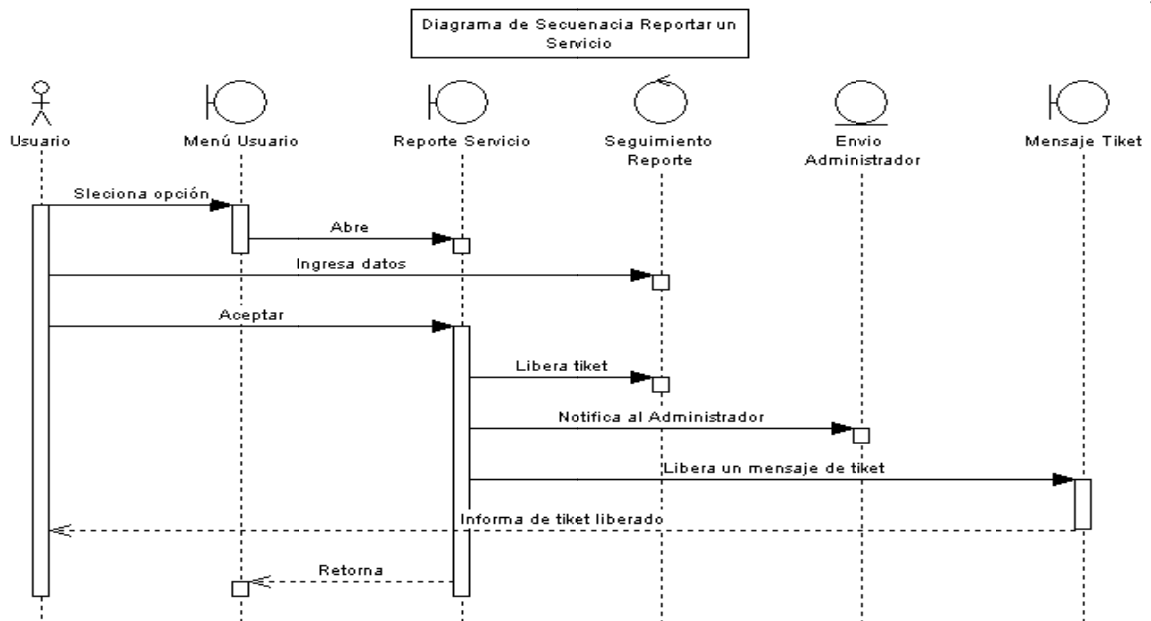 Diagrama de Secuenacia Reportar un
Servicio
Usuario
Menú Usuario
Reporte Servicio
Seguimiento
Reporte
Envio
Administrador
Mensaje Tiket
Sleciona opción
Abre
Ingresa datos
Aceptar
Libera tiket
Notifica al Administrador
Libera un mensaje de tiket
Informa de tiket liberado
Retorna